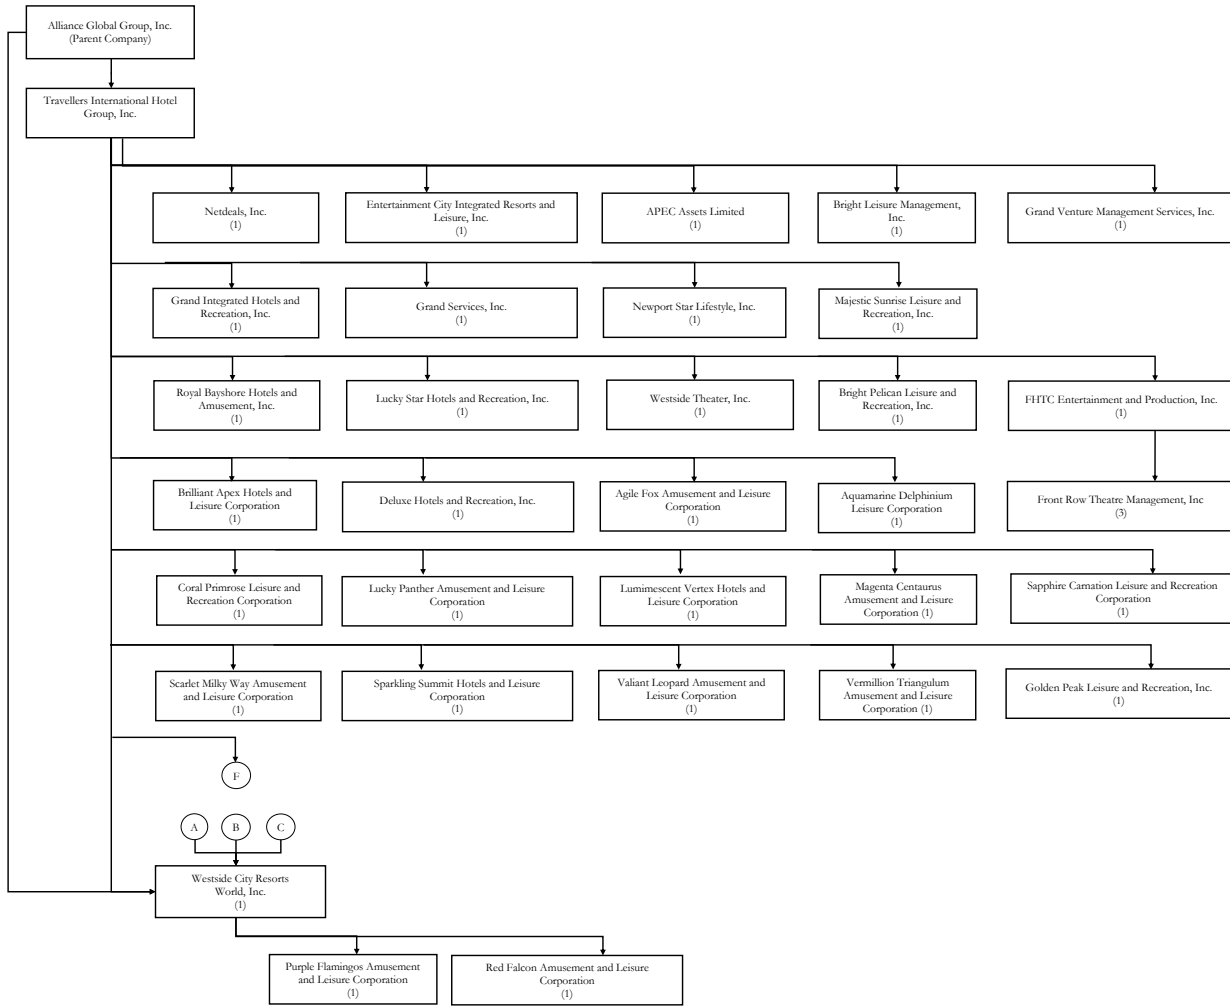 Alliance Global Group, Inc.
(Parent Company)
Travellers International Hotel
Group, Inc.
Netdeals, Inc.
(1)
Entertainment City Integrated Resorts and
Leisure, Inc.
(1)
APEC Assets Limited
(1)
Bright Leisure Management,
Inc.
(1)
Grand Venture Management Services, Inc.
(1)
Grand Integrated Hotels and
Recreation, Inc.
(1)
Grand Services, Inc.
(1)
Newport Star Lifestyle, Inc.
(1)
Majestic Sunrise Leisure and
Recreation, Inc.
(1)
Royal Bayshore Hotels and
Amusement, Inc.
(1)
Lucky Star Hotels and Recreation, Inc.
(1)
Westside Theater, Inc.
(1)
Bright Pelican Leisure and
Recreation, Inc.
(1)
FHTC Entertainment and Production, Inc.
(1)
Brilliant Apex Hotels and
Leisure Corporation
(1)
Deluxe Hotels and Recreation, Inc.
(1)
Agile Fox Amusement and Leisure
Corporation
(1)
Aquamarine Delphinium
Leisure Corporation
(1)
Front Row Theatre Management, Inc
(3)
Coral Primrose Leisure and
Recreation Corporation
(1)
Lucky Panther Amusement and Leisure
Corporation
(1)
Lumimescent Vertex Hotels and
Leisure Corporation
(1)
Magenta Centaurus
Amusement and Leisure
Corporation (1)
Sapphire Carnation Leisure and Recreation
Corporation
(1)
Scarlet Milky Way Amusement
and Leisure Corporation
(1)
Sparkling Summit Hotels and Leisure
Corporation
(1)
Valiant Leopard Amusement and
Leisure Corporation
(1)
Vermillion Triangulum
Amusement and Leisure
Corporation (1)
Golden Peak Leisure and Recreation, Inc.
(1)
F
A
B
C
Westside City Resorts
World, Inc.
(1)
Purple Flamingos Amusement
and Leisure Corporation
(1)
Red Falcon Amusement and Leisure
Corporation
(1)